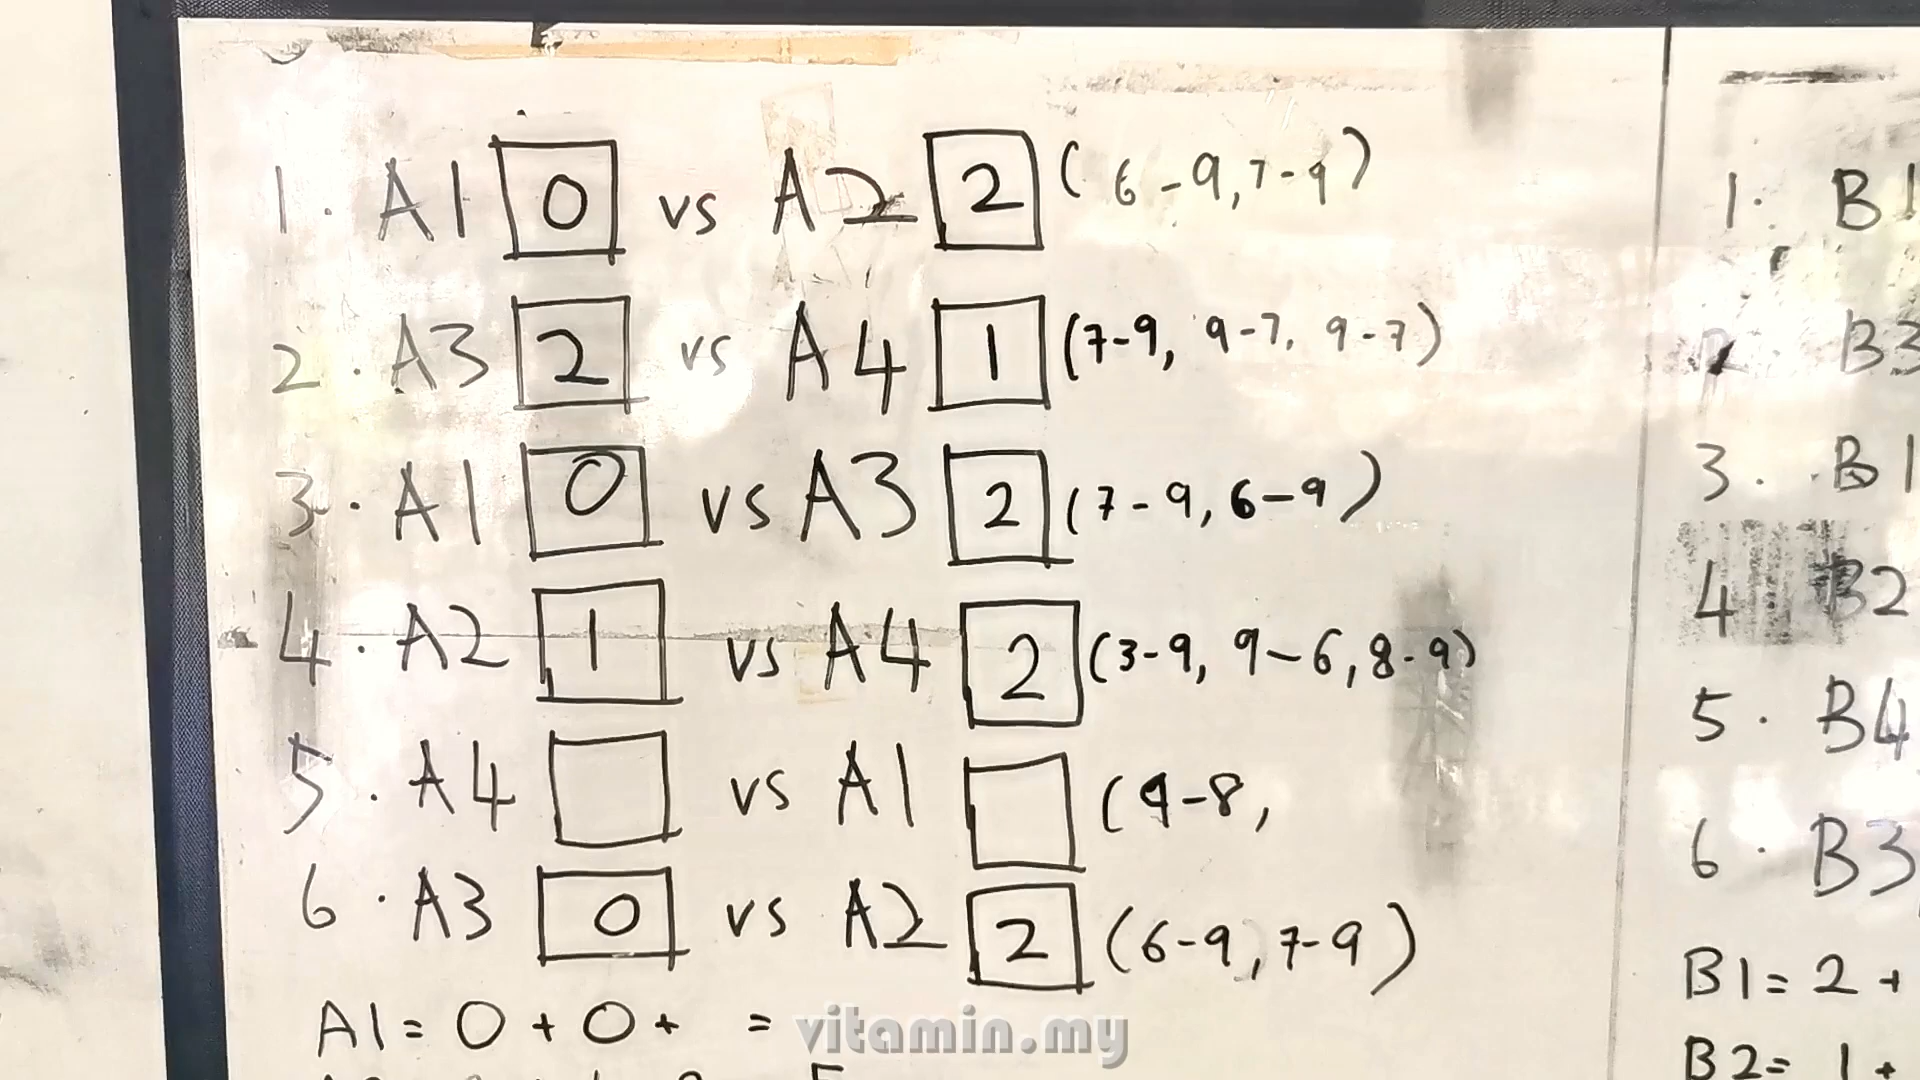 1. A1 0 vs A2 2 (6-9, 7-9)
2. A3 2 vs A4 1 (7-9, 9-7, 9-7)
3. A1 0 vs A3 2 (7-9, 6-9)
4. A2 1 vs A4 2 (3-9, 9-6, 8-9)
5. A4 vs A1 (9-8,
6. A3 0 vs A2 2 (6-9, 7-9)
A1= 0 + 0 + =
1. B1
B3
3. B1
4 B2
5. B4
6. B3
B1= 2 +
B2= 1 +
vitamin.my